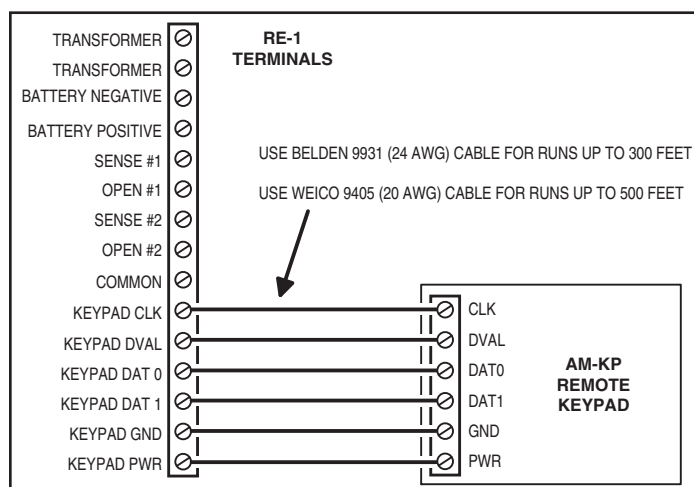 RE-1
TERMINALS
TRANSFORMER
TRANSFORMER
BATTERY NEGATIVE
BATTERY POSITIVE
SENSE #1
OPEN #1
SENSE #2
OPEN #2
COMMON
KEYPAD CLK
KEYPAD DVAL
KEYPAD DAT 0
KEYPAD DAT 1
KEYPAD GND
KEYPAD PWR
USE BELDEN 9931 (24 AWG) CABLE FOR RUNS UP TO 300 FEET
USE WEICO 9405 (20 AWG) CABLE FOR RUNS UP TO 500 FEET
CLK
DVAL
DAT0
DAT1
GND
PWR
AM-KP
REMOTE
KEYPAD